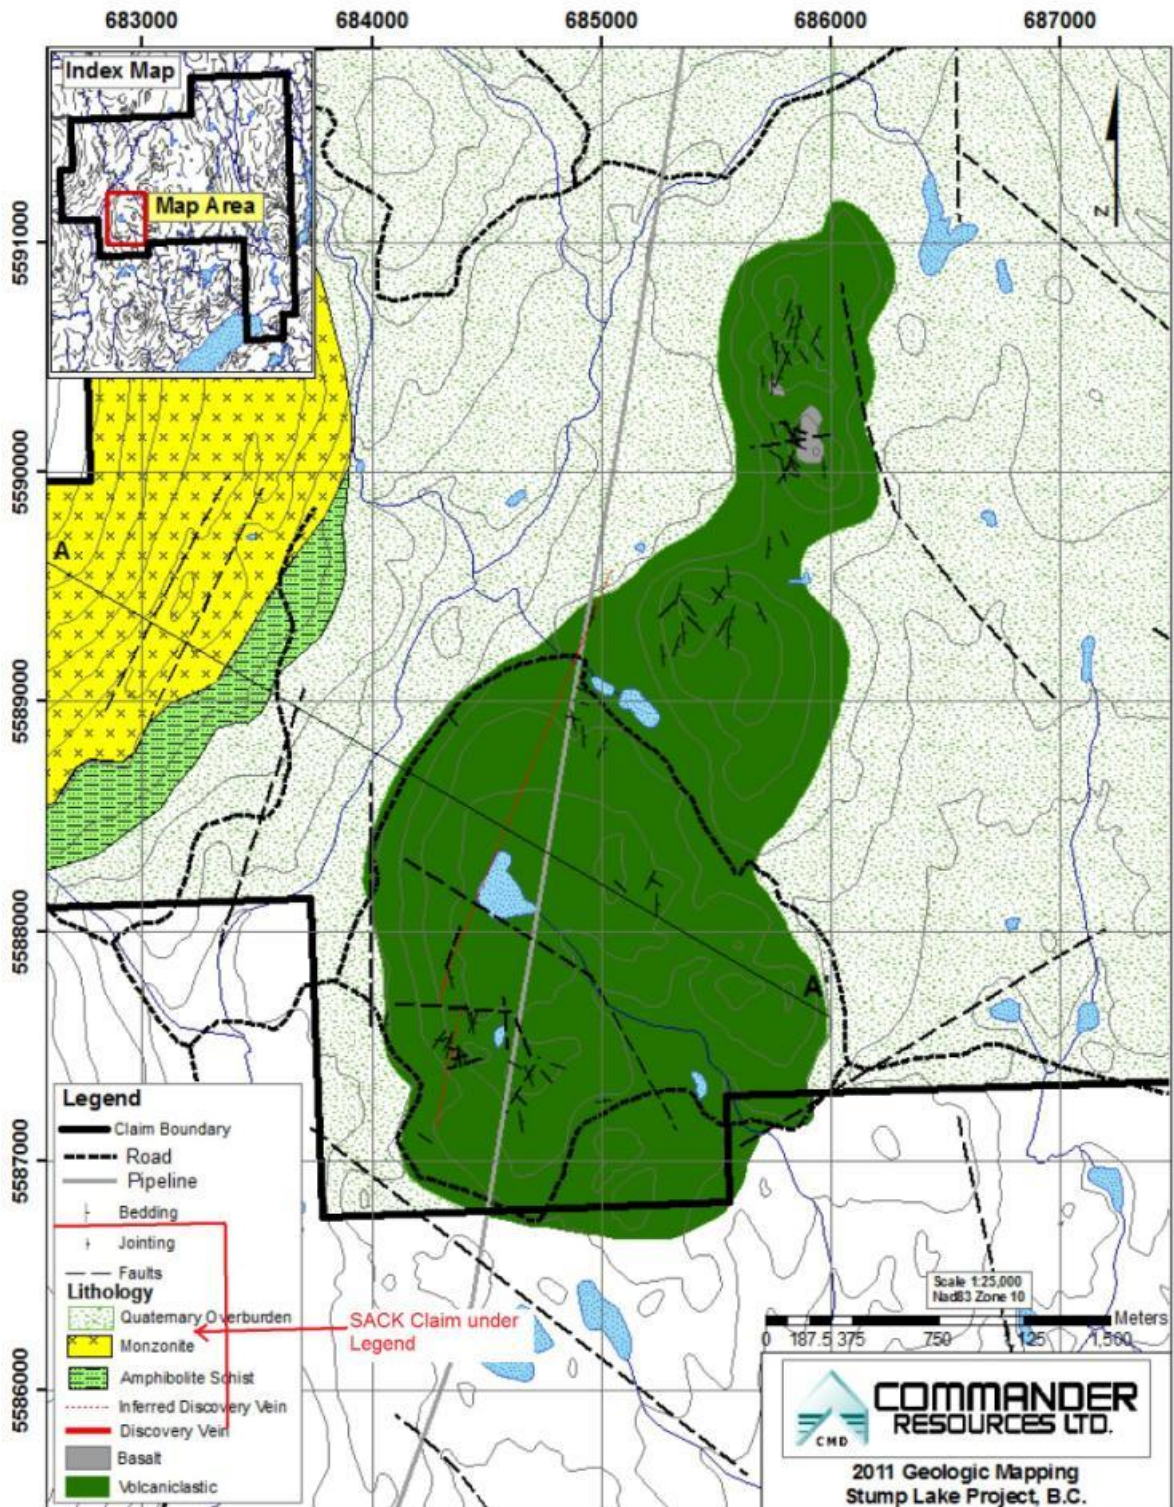 683000
684000
685000
686000
687000
Index Map
Map Area
N
5591000
5590000
5589000
5588000
5587000
5586000
A
A'
Legend
Claim Boundary
Road
Pipeline
Bedding
Jointing
Faults
Lithology
Quaternary Overburden
Monzonite
Amphibolite Schist
Inferred Discovery Vein
Discovery Vein
Basalt
Volcaniclastic
SACK Claim under
Legend
Scale 1:25,000
Nad83 Zone 10
Meters
0 187.5 375 750 125 1,500
CMD
COMMANDER
RESOURCES LTD.
2011 Geologic Mapping
Stump Lake Project, B.C.